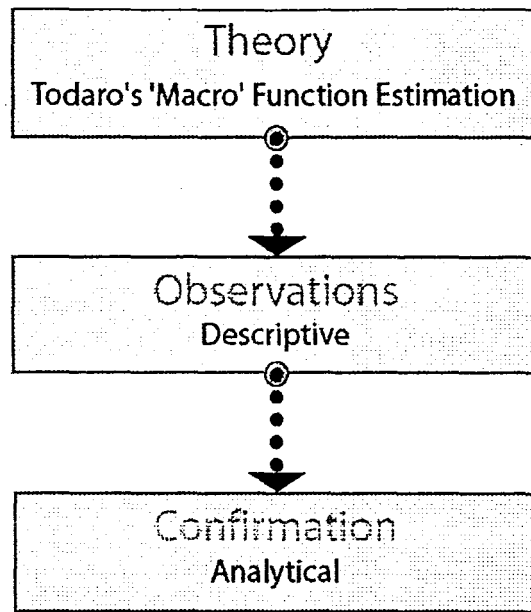 Theory
Todaro's 'Macro' Function Estimation
Observations
Descriptive
Confirmation
Analytical